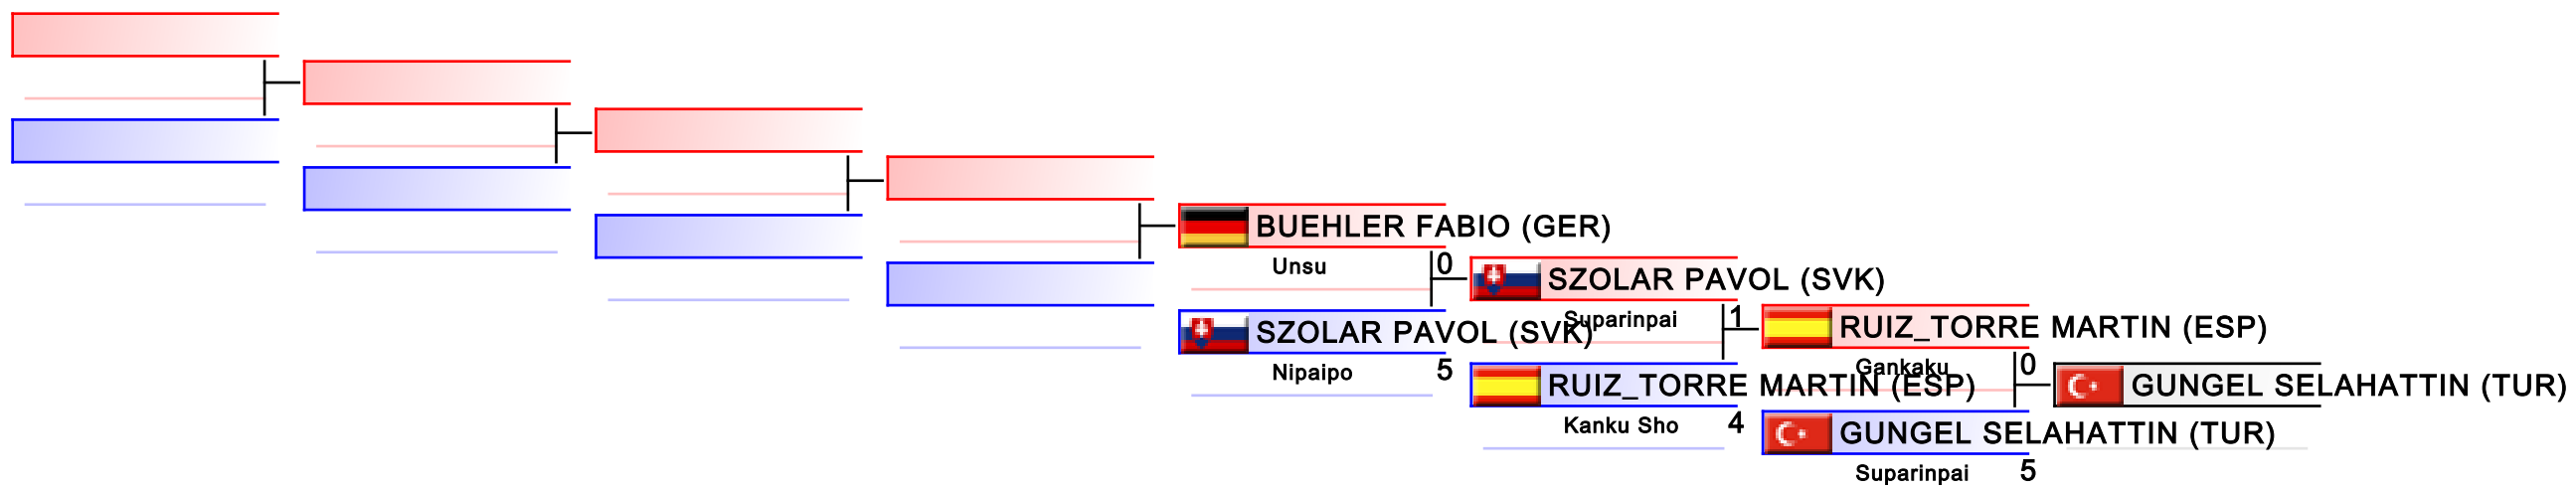 BUEHLER FABIO (GER)
Unsu
0
SZOLAR PAVOL (SVK)
Nipaipo
5
SZOLAR PAVOL (SVK)
Suparinpai
1
RUIZ_TORRE MARTIN (ESP)
Kanku Sho
4
RUIZ_TORRE MARTIN (ESP)
Gankaku
0
GUNGEL SELAHATTIN (TUR)
Suparinpai
5
GUNGEL SELAHATTIN (TUR)